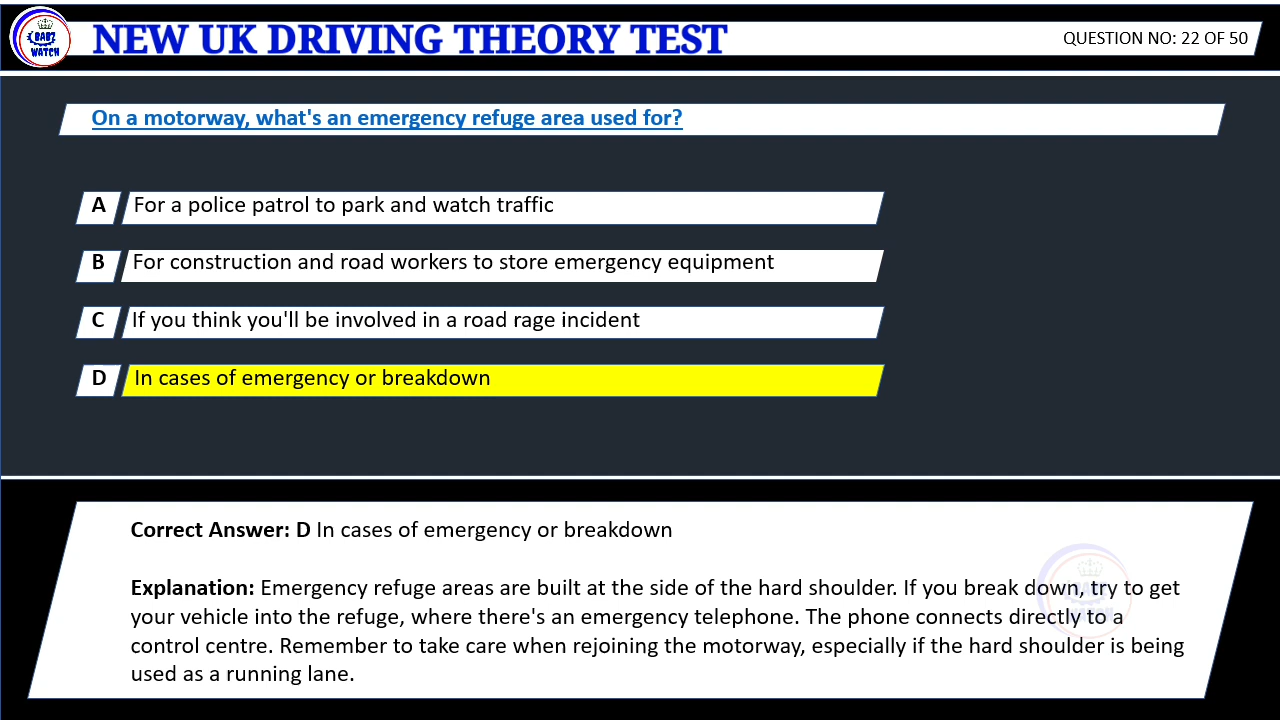 BABZ
WATCH
NEW UK DRIVING THEORY TEST
QUESTION NO: 22 OF 50
On a motorway, what's an emergency refuge area used for?
A For a police patrol to park and watch traffic
B For construction and road workers to store emergency equipment
C If you think you'll be involved in a road rage incident
D In cases of emergency or breakdown
Correct Answer: D In cases of emergency or breakdown
Explanation: Emergency refuge areas are built at the side of the hard shoulder. If you break down, try to get
your vehicle into the refuge, where there's an emergency telephone. The phone connects directly to a
control centre. Remember to take care when rejoining the motorway, especially if the hard shoulder is being
used as a running lane.